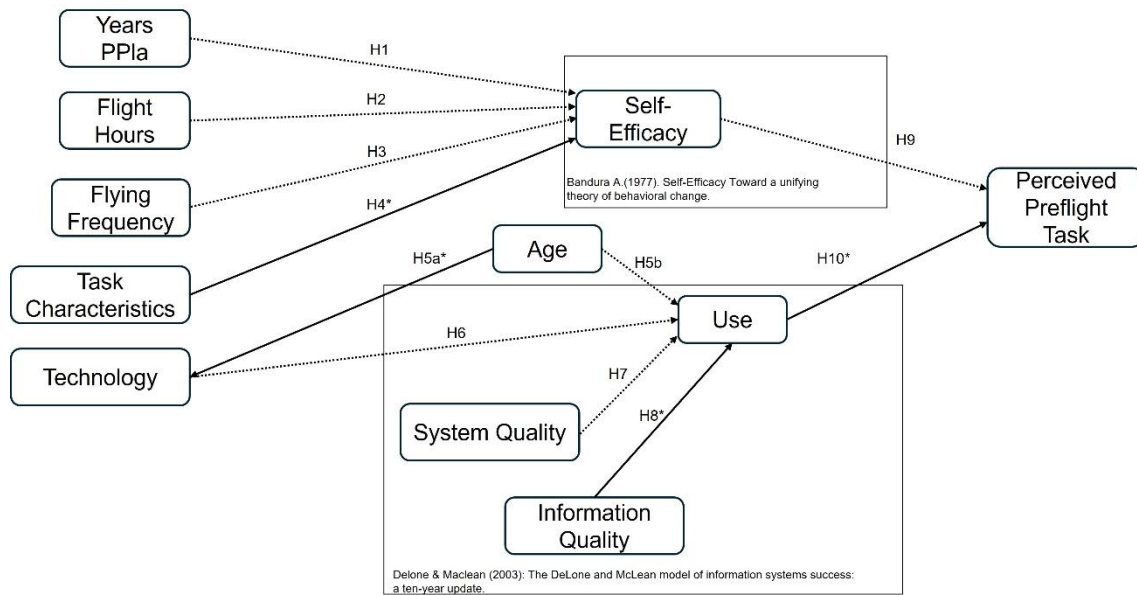 Years
PPla
H1
Flight
Hours
H2
Self-
Efficacy
H3
H9
Flying
Frequency
Bandura A.(1977). Self-Efficacy Toward a unifying
theory of behavioral change.
Perceived
Preflight
Task
H4*
Age
H5a*
H5b
H10*
Task
Characteristics
Use
H6
Technology
H7
System Quality
H8*
Information
Quality
Delone & Maclean (2003): The DeLone and McLean model of information systems success:
a ten-year update.